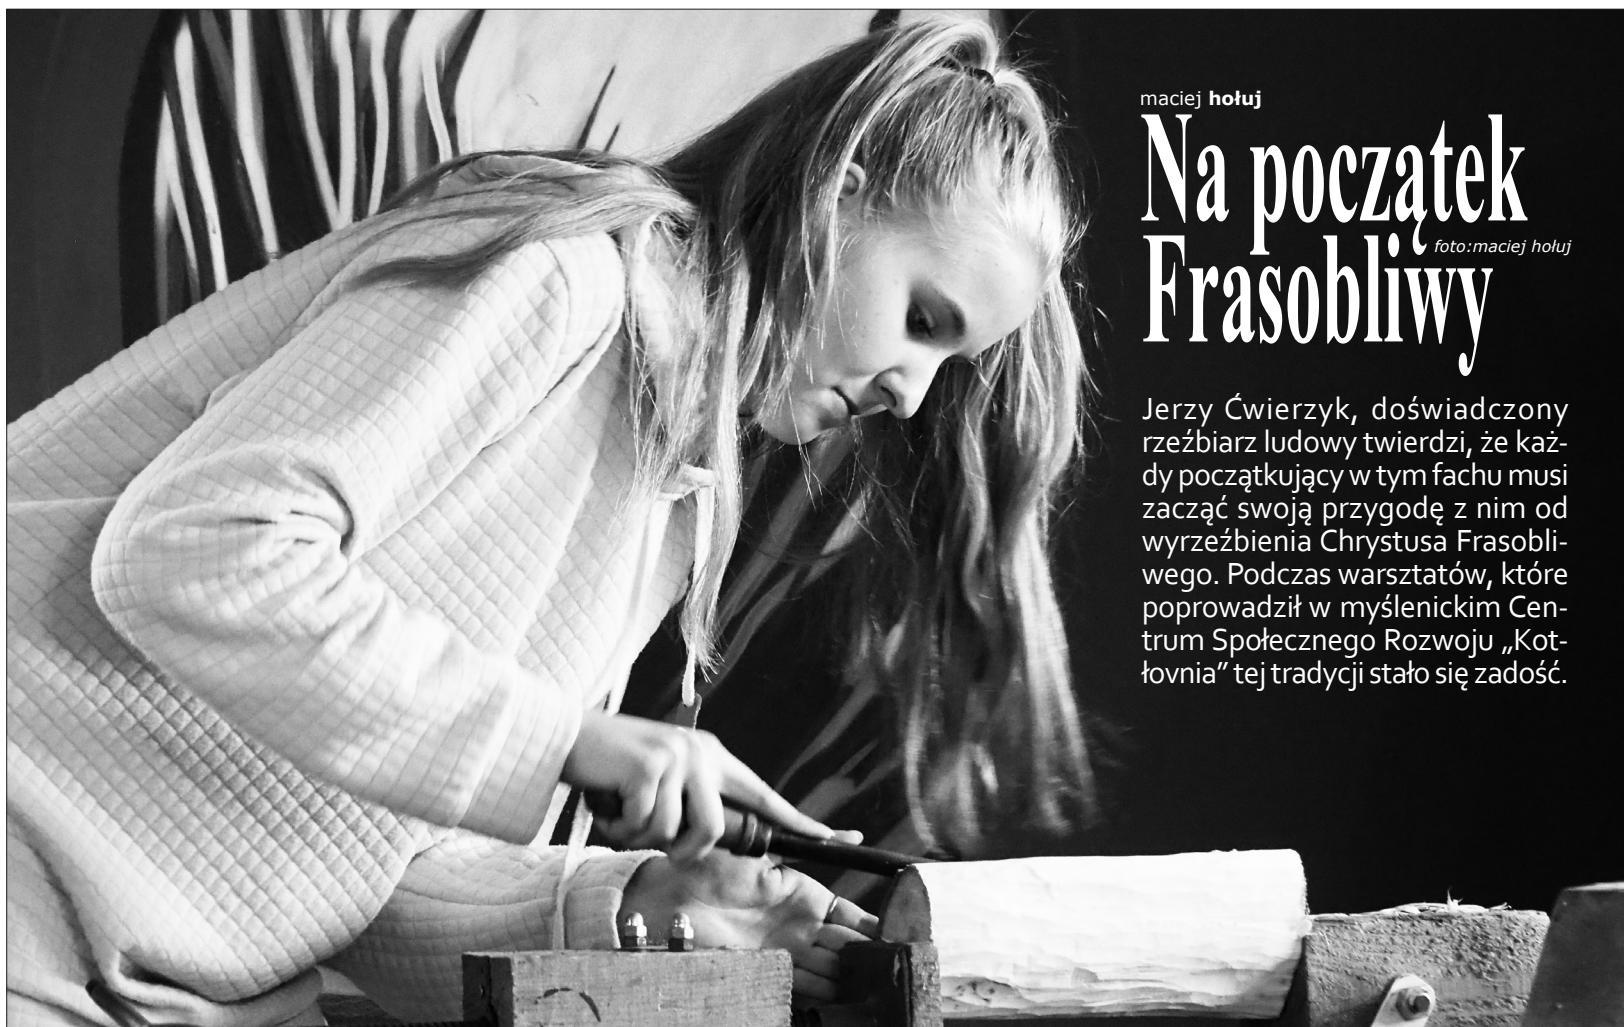 maciej hołuj
Na początek
foto:maciej hołuj
Frasobliwy
Jerzy Ćwierzyk, doświadczony
rzeźbiarz ludowy twierdzi, że każ-
dy początkujący w tym fachu musi
zacząć swoją przygodę z nim od
wyrzeźbienia Chrystusa Frasobli-
wego. Podczas warsztatów, które
poprowadził w myślenickim Cen-
trum Społecznego Rozwoju „Kot-
łovnia” tej tradycji stało się zadość.